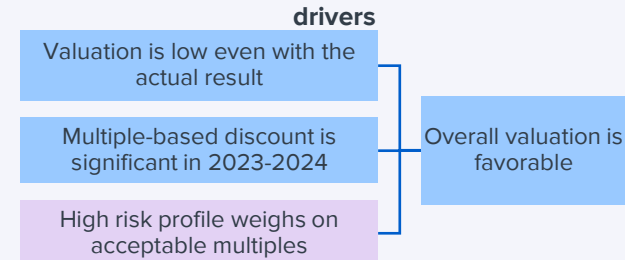 drivers
Valuation is low even with the
actual result
Multiple-based discount is
significant in 2023-2024
High risk profile weighs on
acceptable multiples
Overall valuation is
favorable